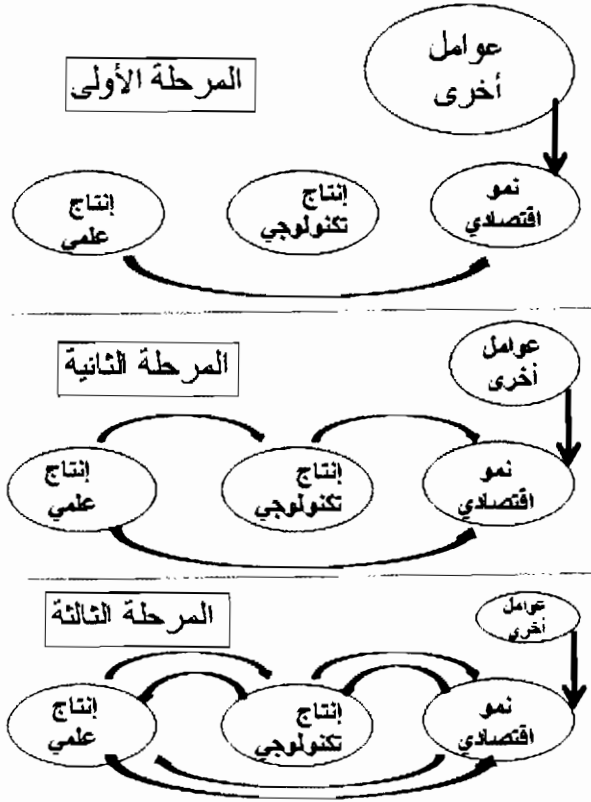 عوامل
أخرى
المرحلة الأولى
نمو
اقتصادي
إنتاج
تكنولوجي
إنتاج
علمي
عوامل
أخرى
المرحلة الثانية
نمو
اقتصادي
إنتاج
تكنولوجي
إنتاج
علمي
عوامل
أخري
المرحلة الثالثة
نمو
اقتصادي
إنتاج
تكنولوجي
إنتاج
علمي